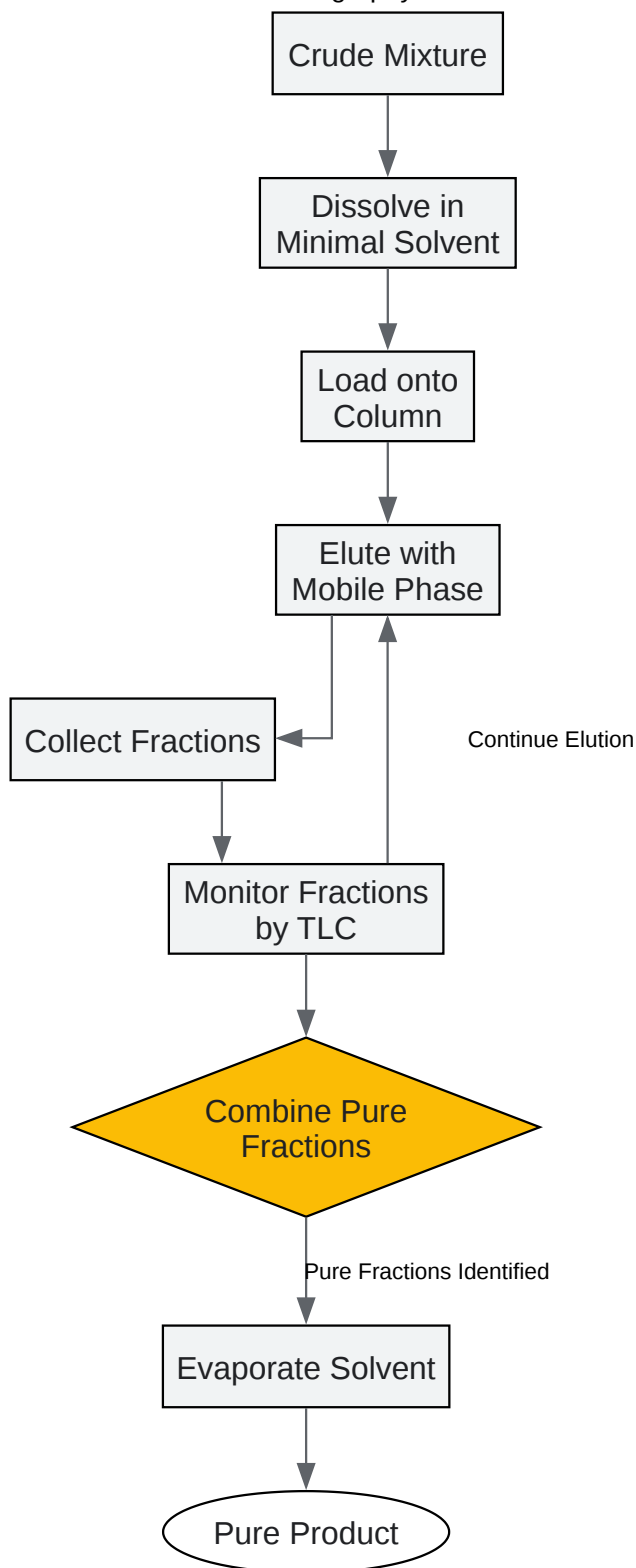 Crude Mixture
Dissolve in
Minimal Solvent
Load onto
Column
Elute with
Mobile Phase
Collect Fractions
Continue Elution
Monitor Fractions
by TLC
Combine Pure
Fractions
Pure Fractions Identified
Evaporate Solvent
Pure Product